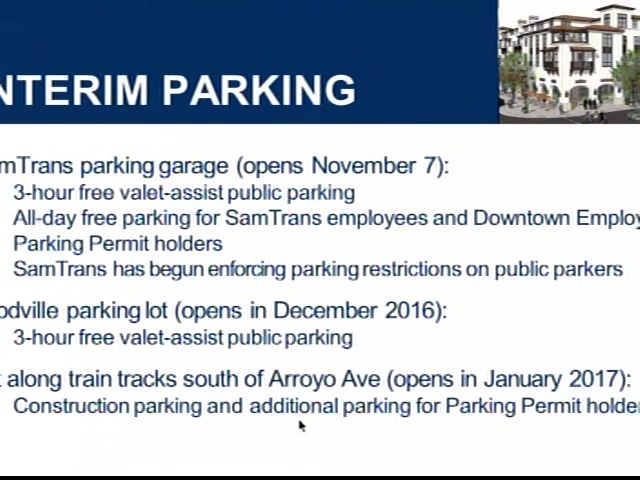 NTERIM PARKING
mTrans parking garage (opens November 7):
3-hour free valet-assist public parking
All-day free parking for SamTrans employees and Downtown Employ
Parking Permit holders
SamTrans has begun enforcing parking restrictions on public parkers
odville parking lot (opens in December 2016):
3-hour free valet-assist public parking
along train tracks south of Arroyo Ave (opens in January 2017):
Construction parking and additional parking for Parking Permit holde